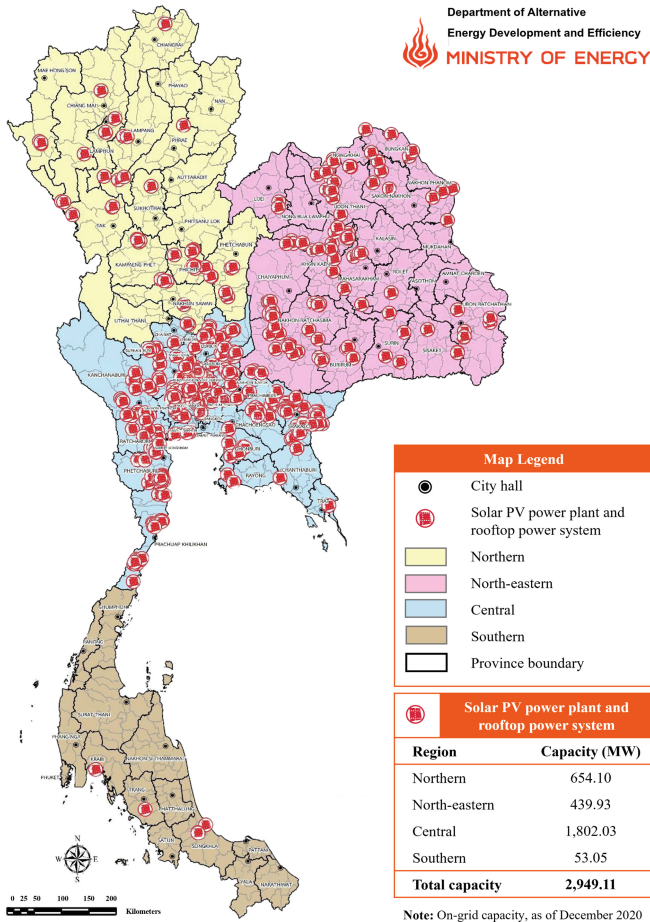 Department of Alternative
Energy Development and Efficiency
MINISTRY OF ENERGY
CHIANGRAI
MAE HONGSON
PHAYAO
CHIANG MAI
NAN
LAMPANG
PHRAE
LAMPHUN
AUTTARADIT
SUKHOTHAI
TAK
PHITSANULOK
PHETCHABUN
KAMPAENG PHET
PHICHIT
NAKHON SAWAN
UTHAI THANI
BUNGKAN
NONGKHAI
LOEI
UDON THANI
SAKON NAKHON
NAKHON PHANOM
NONG BUA LAMPHU
KALASIN
MUKDAHAN
KHON KAEN
CHAIYAPHUM
MAHASARAKHAM
ROI ET
YASOTHON
AMNAT CHAROEN
UBON RATCHATHANI
NAKHON RATCHASIMA
BURIRUM
SURIN
SISAKET
KANCHANABURI
RATCHABURI
PHETCHABURI
CHACHOENGSAO
CHONBURI
RAYONG
CHANTHABURI
TRAT
PRACHUAP KHILIKHAN
CHUMPHON
RANONG
SURAT THANI
PHANG NGA
KRABI
PHUKET
NAKHON SI THAMMARAT
TRANG
PHATTHALUNG
SATUN
SONGKHLA
PATTANI
YALA
NARATHIWAT
Map Legend
City hall
Solar PV power plant and
rooftop power system
Northern
North-eastern
Central
Southern
Province boundary
Solar PV power plant and
rooftop power system
Region Capacity (MW)
Northern 654.10
North-eastern 439.93
Central 1,802.03
Southern 53.05
Total capacity 2,949.11
N
W E
S
0 25 50 100 150 200
Kilometers
Note: On-grid capacity, as of December 2020